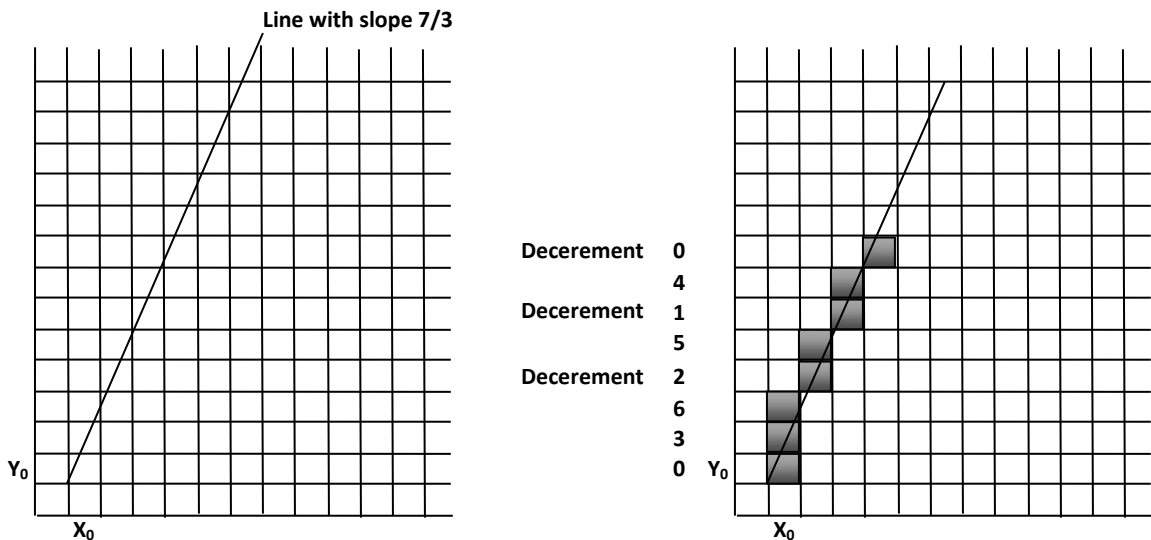 Line with slope 7/3
Y₀
X₀
Decerement 0
4
Decerement 1
5
Decerement 2
6
3
0 Y₀
X₀